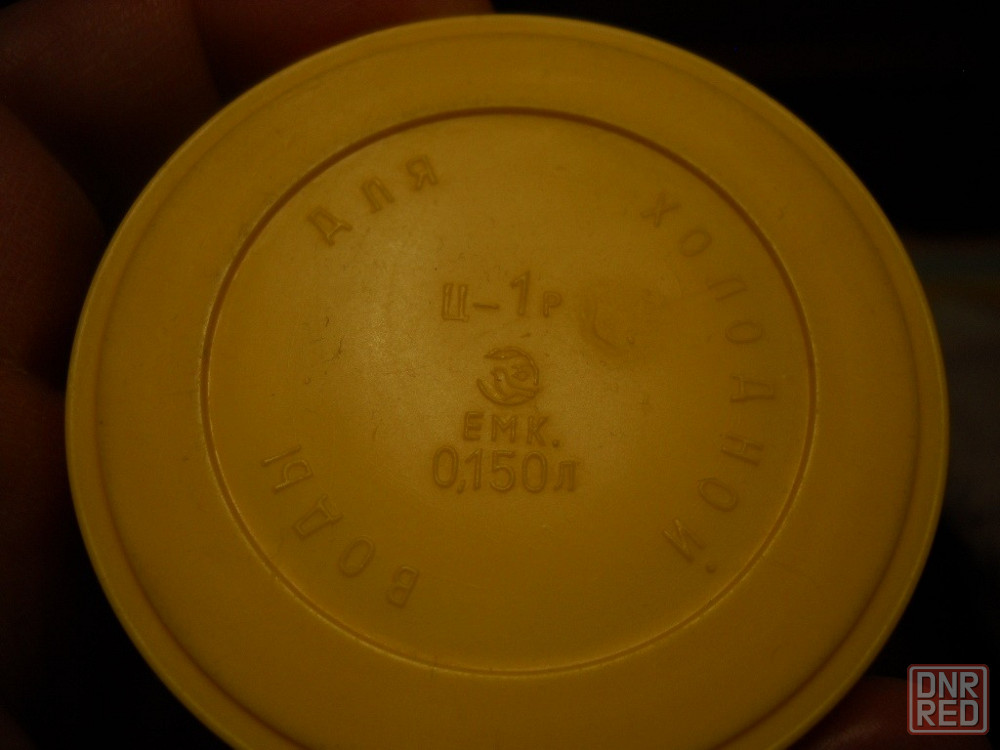 ДЛЯ ХОЛОДНОЙ ВОДЫ
Ц-1р
ЕМК.
0,150л
DNR
RED